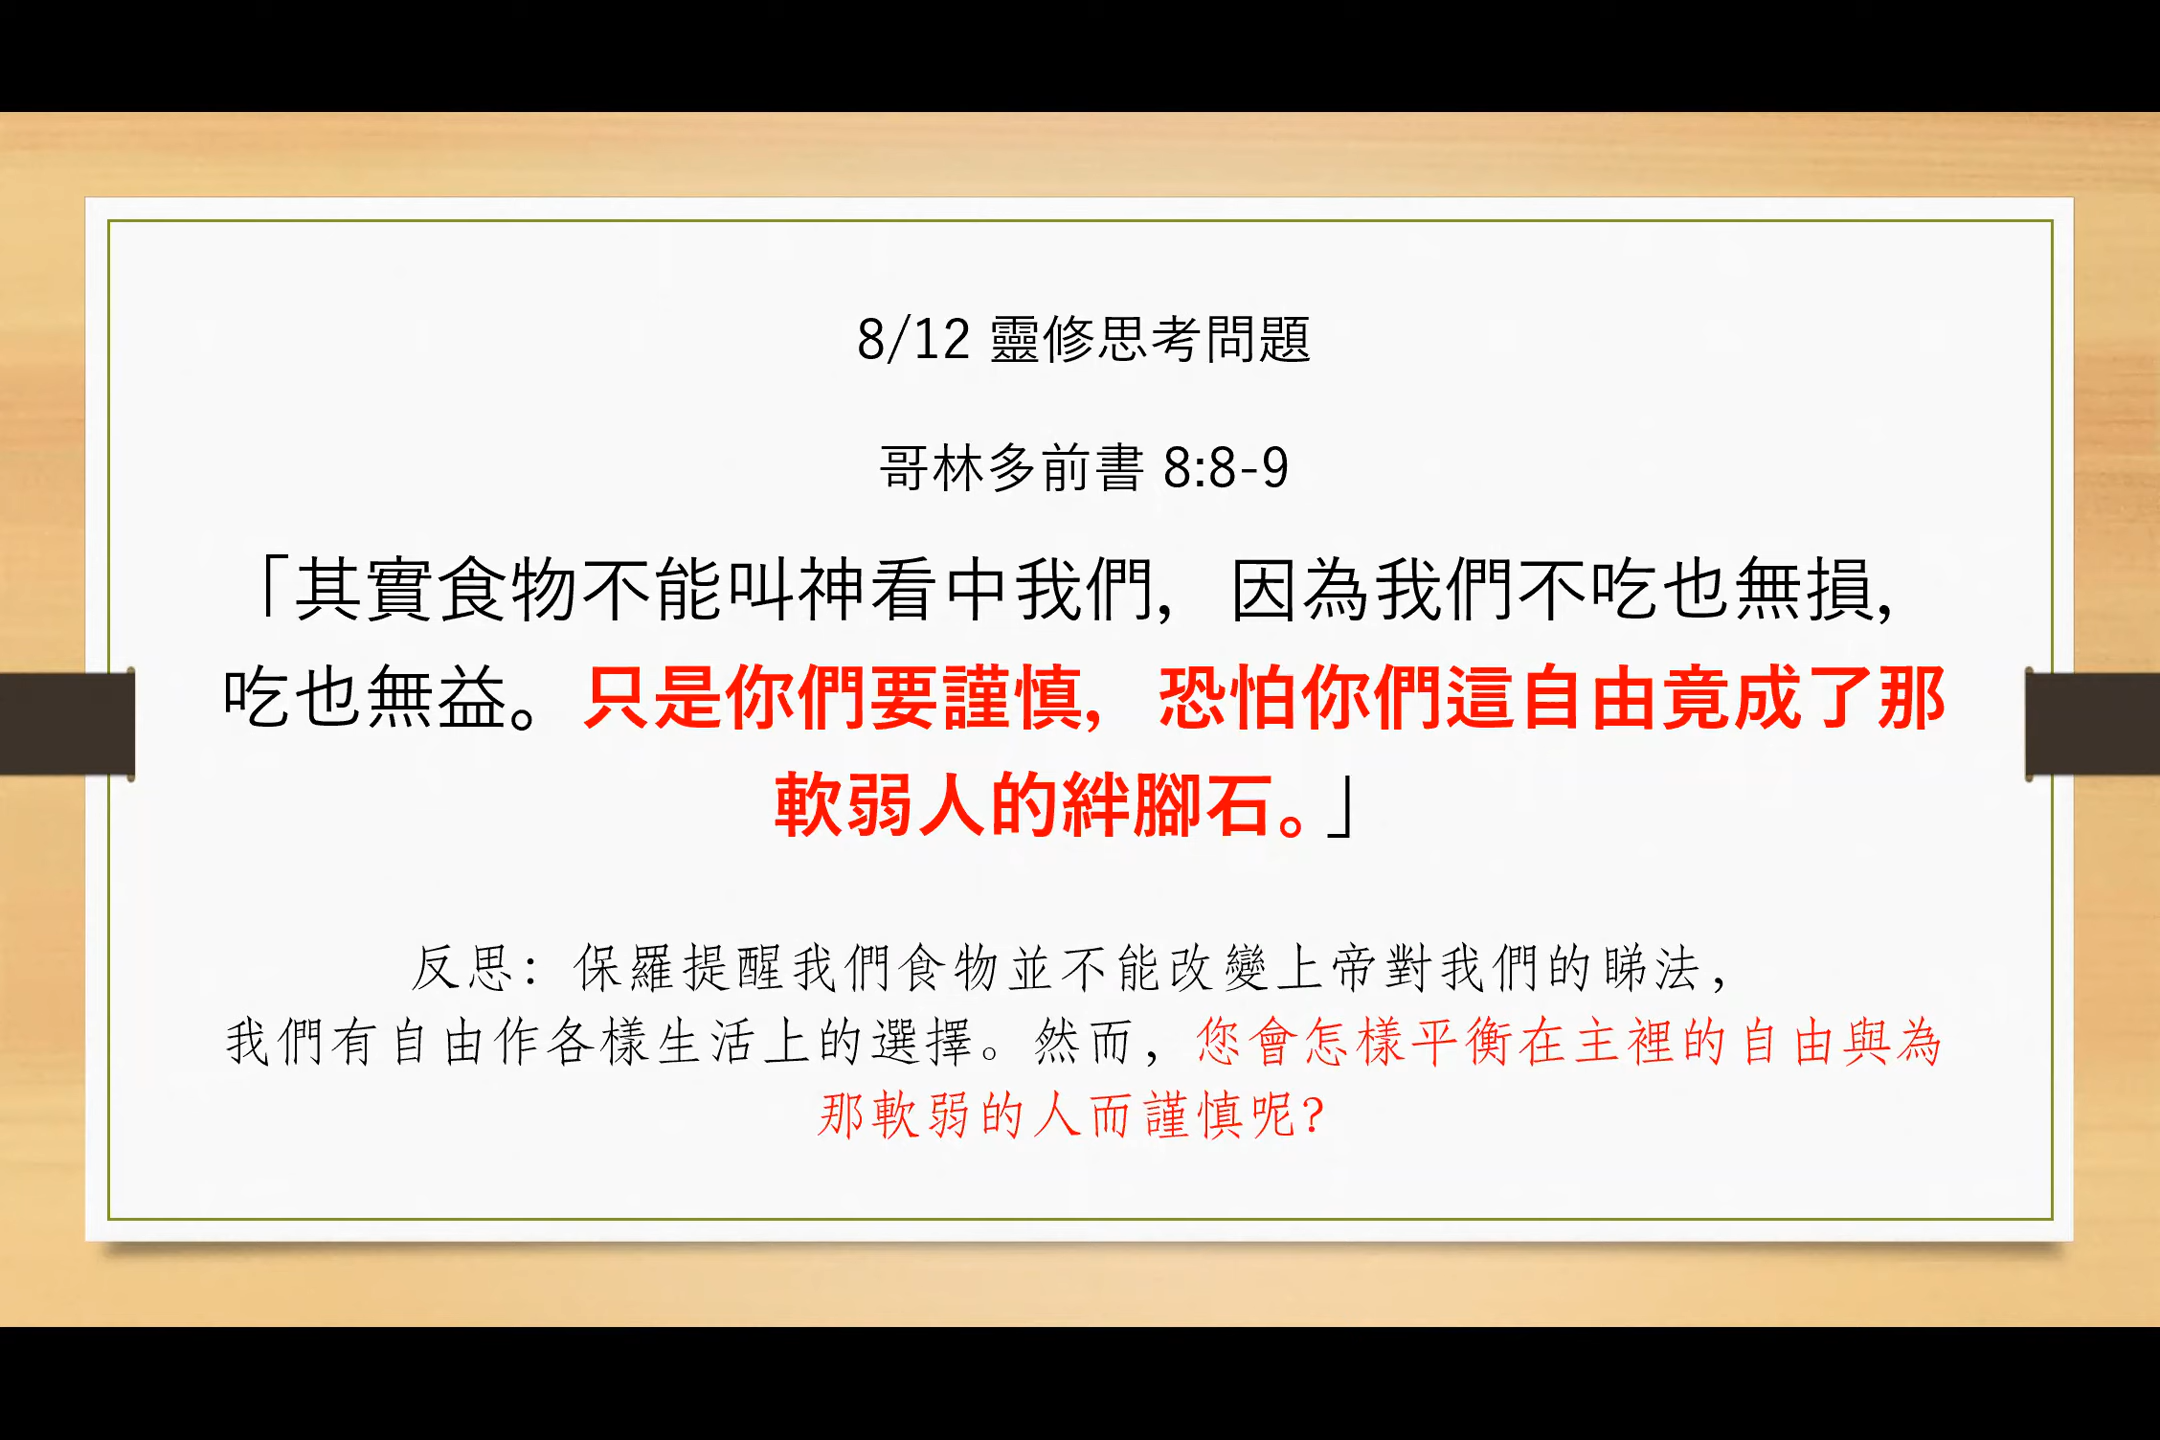 8/12 靈修思考問題
哥林多前書 8:8-9
「其實食物不能叫神看中我們，因為我們不吃也無損，
吃也無益。只是你們要謹慎，恐怕你們這自由竟成了那
軟弱人的絆腳石。」
反思：保羅提醒我們食物並不能改變上帝對我們的睇法，
我們有自由作各樣生活上的選擇。然而，您會怎樣平衡在主裡的自由與為
那軟弱的人而謹慎呢？